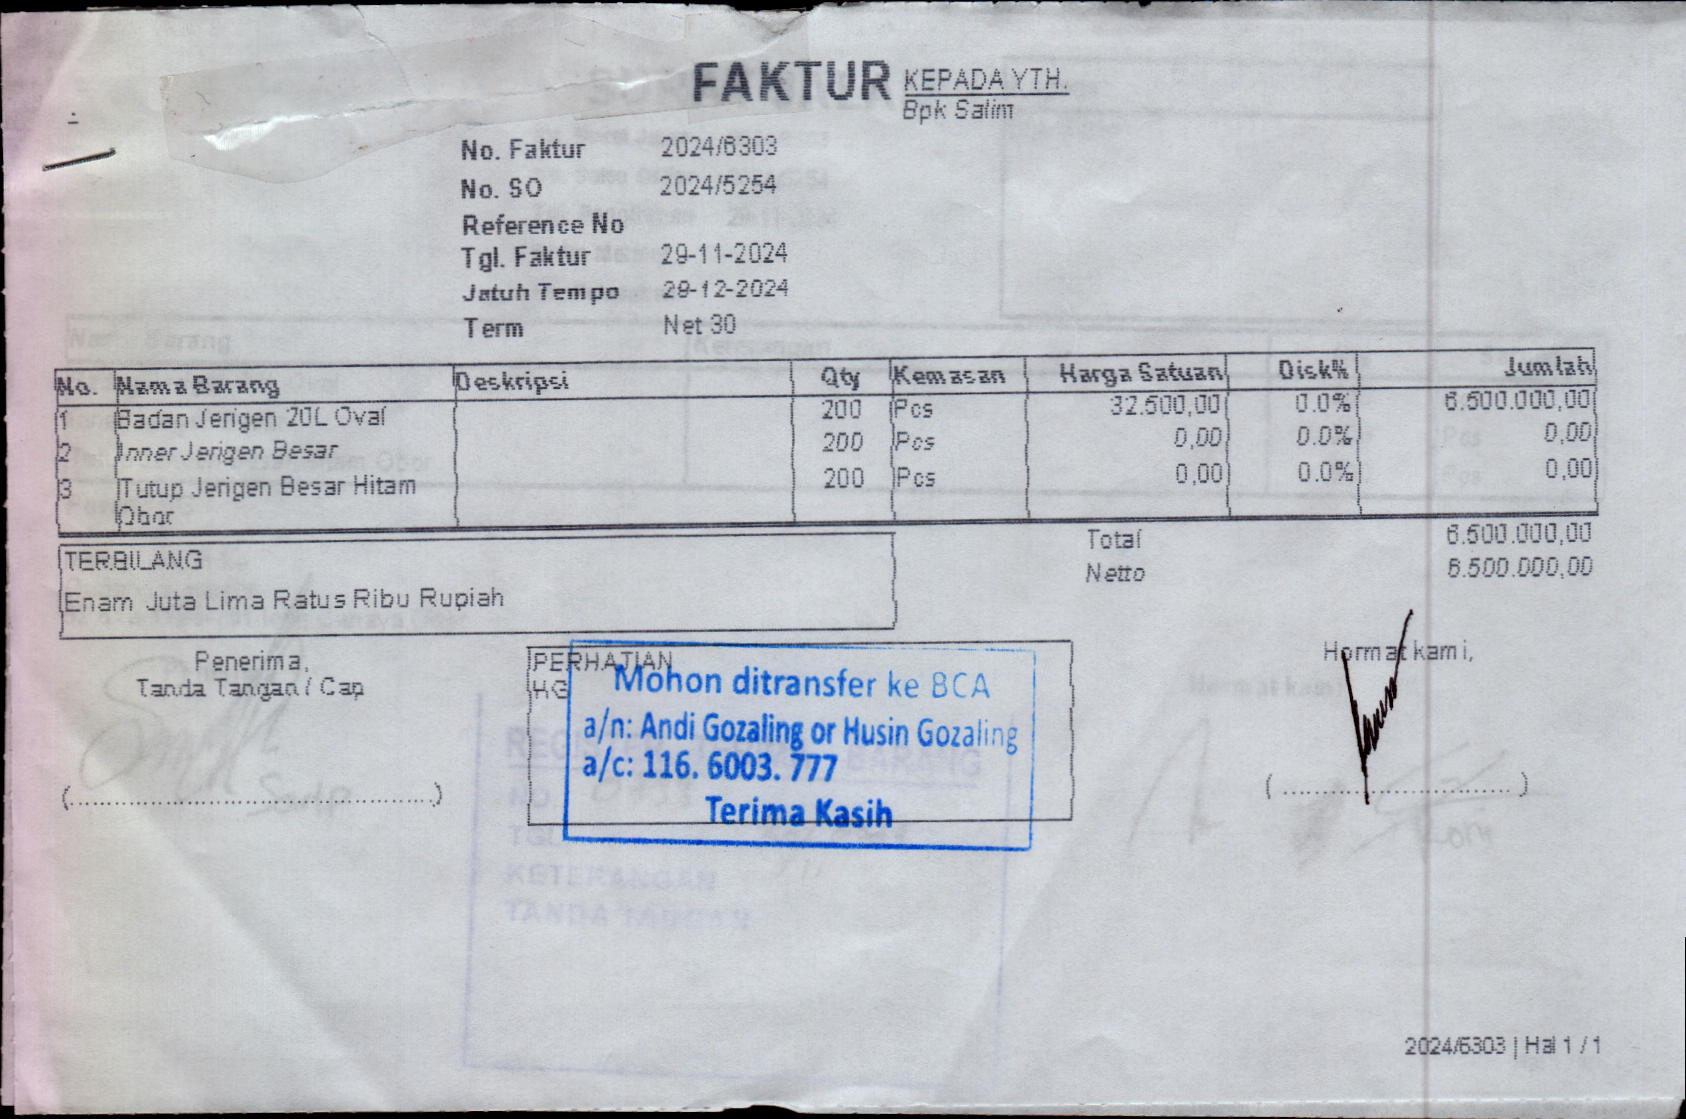 FAKTUR
KEPADA YTH.
Bpk Salim
No. Faktur 2024/6303
No. SO 2024/5254
Reference No
Tgl. Faktur 29-11-2024
Jatuh Tempo 29-12-2024
Term Net 30
No. Nama Barang Deskripsi Qty Kemasan Harga Satuan Disk% Jumlah
1 Badan Jerigen 20L Oval 200 Pcs 32.500,00 0.0% 6.500.000,00
2 Inner Jerigen Besar 200 Pcs 0,00 0.0% 0,00
3 Tutup Jerigen Besar Hitam 200 Pcs 0,00 0.0% 0,00
Obor
Total 6.500.000,00
Netto 6.500.000,00
TERBILANG
Enam Juta Lima Ratus Ribu Rupiah
Penerima,
Tanda Tangan / Cap
(..........................................)
PERHATIAN
HG
Mohon ditransfer ke BCA
a/n: Andi Gozaling or Husin Gozaling
a/c: 116. 6003. 777
Terima Kasih
Hormat kami,
(..............................)
KETERANGAN
2024/6303 | Hal 1 / 1